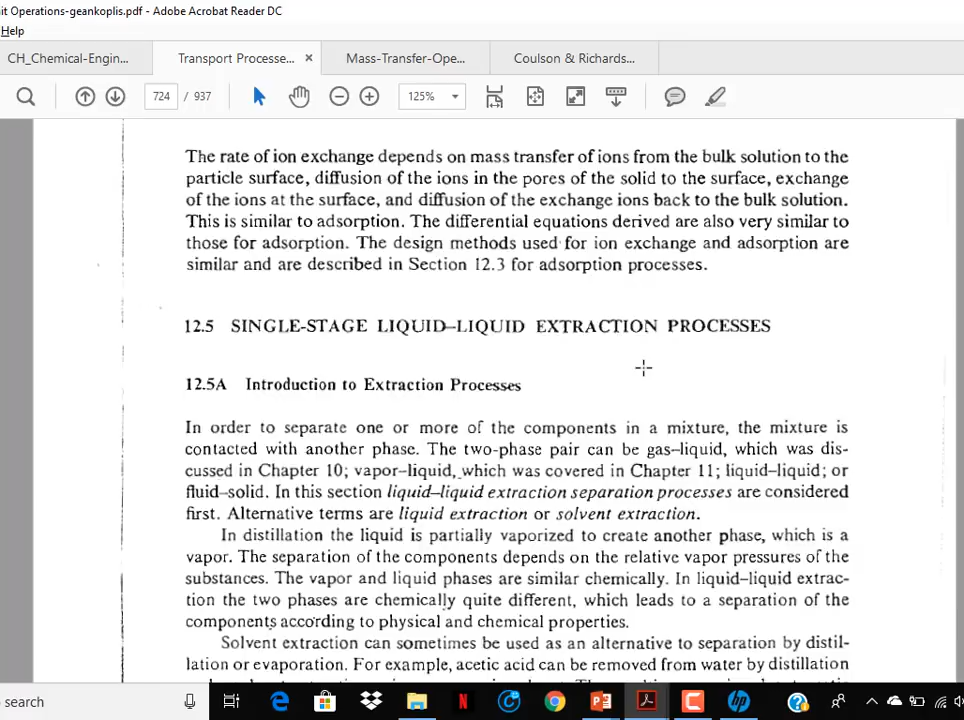 it Operations-geankoplis.pdf - Adobe Acrobat Reader DC
Help
CH_Chemical-Engin...
Transport Processe...
Mass-Transfer-Ope...
Coulson & Richards...
724 / 937
125%
The rate of ion exchange depends on mass transfer of ions from the bulk solution to the
particle surface, diffusion of the ions in the pores of the solid to the surface, exchange
of the ions at the surface, and diffusion of the exchange ions back to the bulk solution.
This is similar to adsorption. The differential equations derived are also very similar to
those for adsorption. The design methods used for ion exchange and adsorption are
similar and are described in Section 12.3 for adsorption processes.
12.5 SINGLE-STAGE LIQUID–LIQUID EXTRACTION PROCESSES
12.5A Introduction to Extraction Processes
In order to separate one or more of the components in a mixture, the mixture is
contacted with another phase. The two-phase pair can be gas–liquid, which was dis-
cussed in Chapter 10; vapor–liquid, which was covered in Chapter 11; liquid–liquid; or
fluid–solid. In this section liquid–liquid extraction separation processes are considered
first. Alternative terms are liquid extraction or solvent extraction.
In distillation the liquid is partially vaporized to create another phase, which is a
vapor. The separation of the components depends on the relative vapor pressures of the
substances. The vapor and liquid phases are similar chemically. In liquid–liquid extrac-
tion the two phases are chemically quite different, which leads to a separation of the
components according to physical and chemical properties.
Solvent extraction can sometimes be used as an alternative to separation by distil-
lation or evaporation. For example, acetic acid can be removed from water by distillation
search